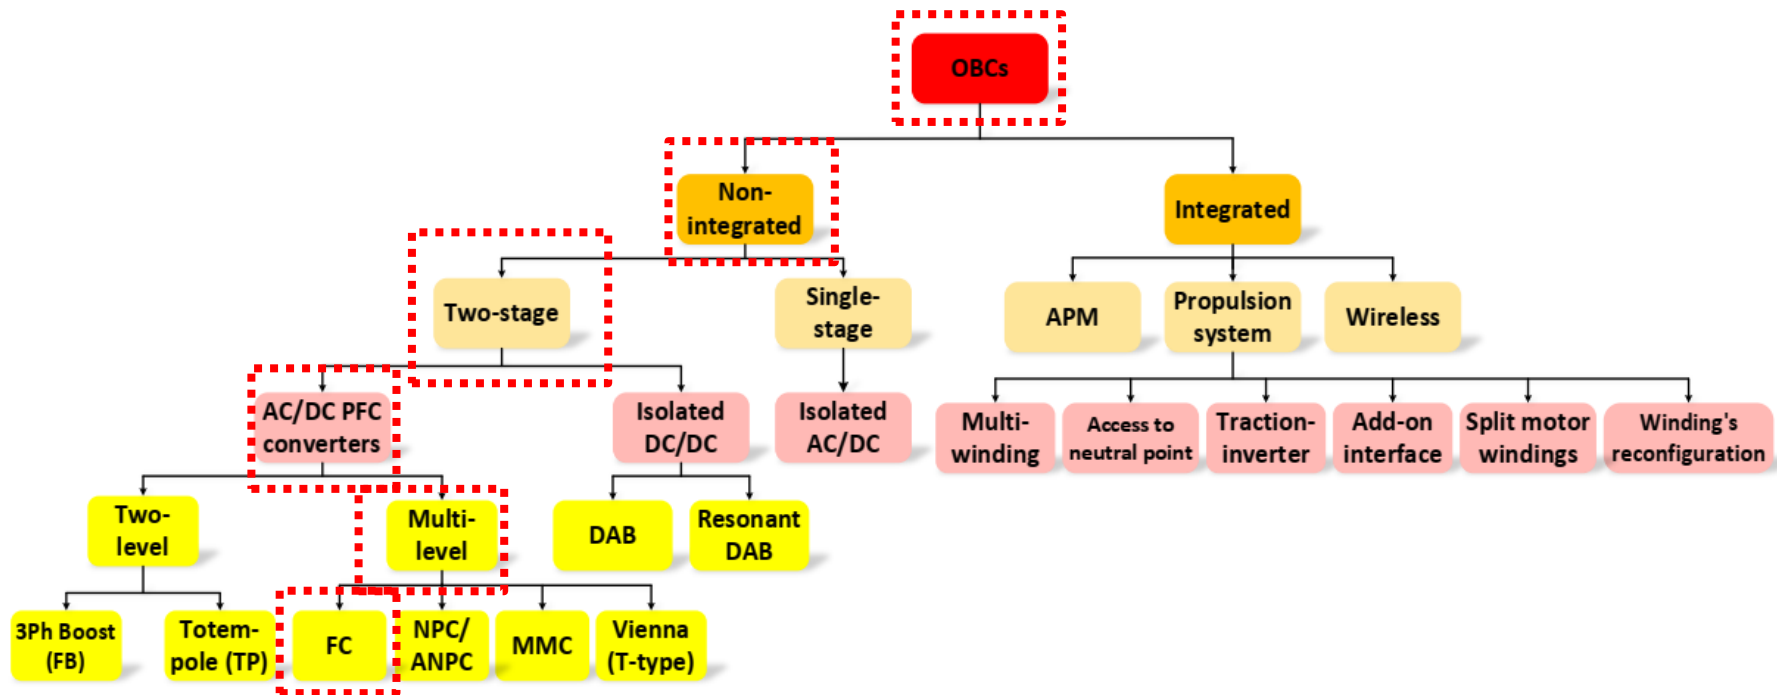 OBCs
Non-
integrated
Integrated
Two-stage
Single-
stage
APM
Propulsion
system
Wireless
AC/DC PFC
converters
Isolated
DC/DC
Isolated
AC/DC
Multi-
winding
Access to
neutral point
Traction-
inverter
Add-on
interface
Split motor
windings
Winding's
reconfiguration
Two-
level
Multi-
level
DAB
Resonant
DAB
3Ph Boost
(FB)
Totem-
pole (TP)
FC
NPC/
ANPC
MMC
Vienna
(T-type)